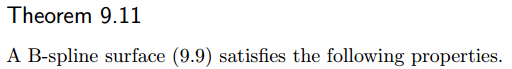 Theorem 9.11
A B-spline surface (9.9) satisfies the following properties.